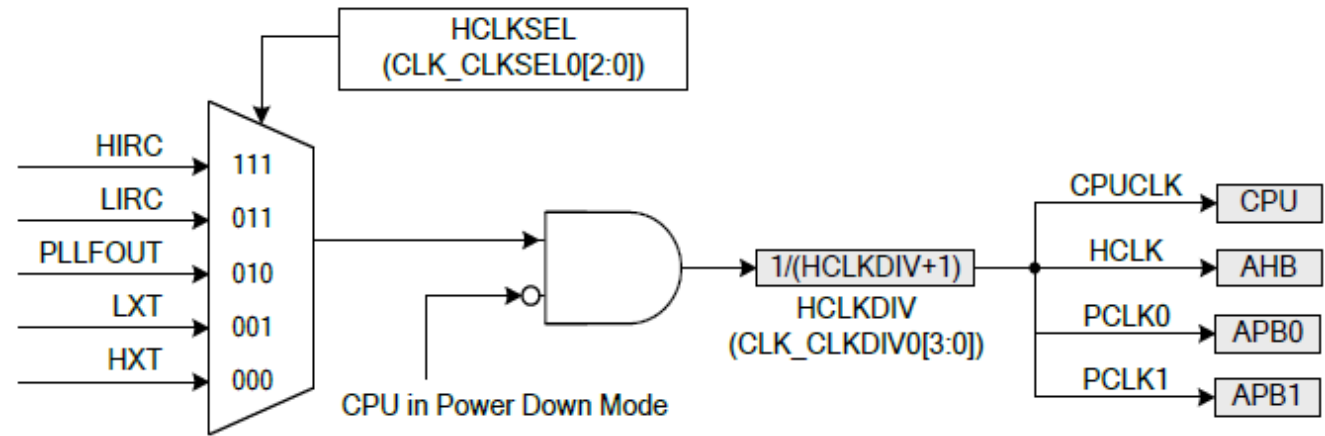 HCLKSEL
(CLK_CLKSEL0[2:0])
HIRC
111
LIRC
011
PLLFOUT
010
LXT
001
HXT
000
CPU in Power Down Mode
1/(HCLKDIV+1)
HCLKDIV
(CLK_CLKDIV0[3:0])
CPUCLK
CPU
HCLK
AHB
PCLK0
APB0
PCLK1
APB1